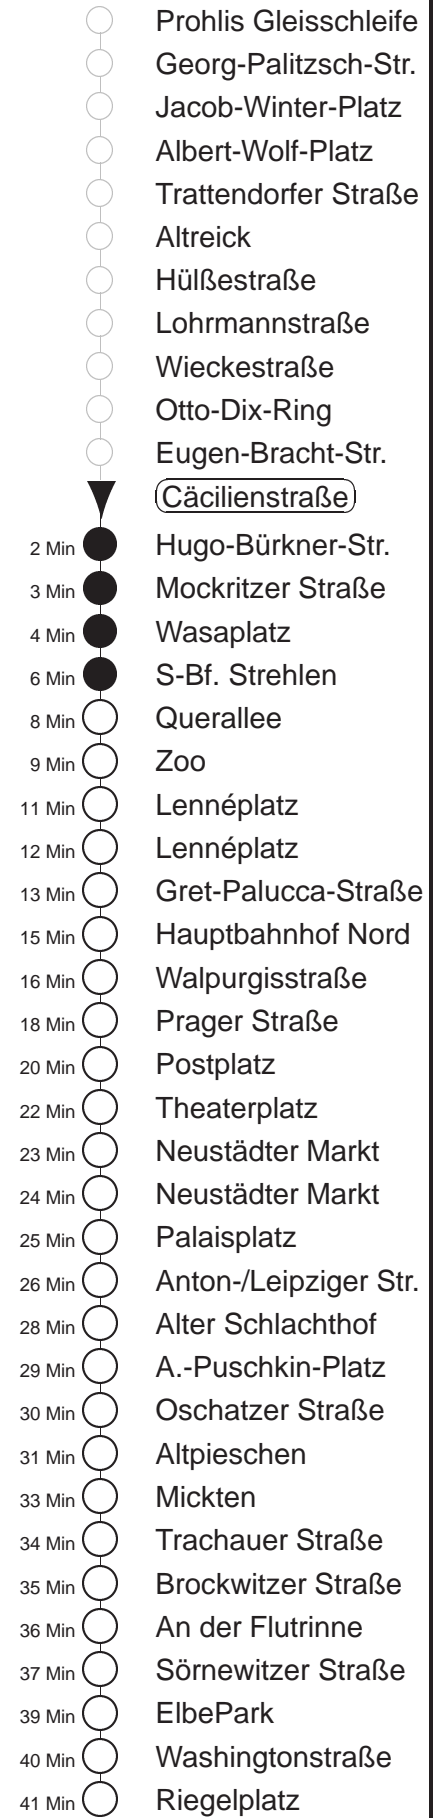 Prohlis Gleisschleife
Georg-Palitzsch-Str.
Jacob-Winter-Platz
Albert-Wolf-Platz
Trattendorfer Straße
Altreick
Hülßestraße
Lohrmannstraße
Wieckestraße
Otto-Dix-Ring
Eugen-Bracht-Str.
Cäcilienstraße
2 Min Hugo-Bürkner-Str.
3 Min Mockritzer Straße
4 Min Wasaplatz
6 Min S-Bf. Strehlen
8 Min Querallee
9 Min Zoo
11 Min Lennéplatz
12 Min Lennéplatz
13 Min Gret-Palucca-Straße
15 Min Hauptbahnhof Nord
16 Min Walpurgisstraße
18 Min Prager Straße
20 Min Postplatz
22 Min Theaterplatz
23 Min Neustädter Markt
24 Min Neustädter Markt
25 Min Palaisplatz
26 Min Anton-/Leipziger Str.
28 Min Alter Schlachthof
29 Min A.-Puschkin-Platz
30 Min Oschatzer Straße
31 Min Altpieschen
33 Min Mickten
34 Min Trachauer Straße
35 Min Brockwitzer Straße
36 Min An der Flutrinne
37 Min Sörnewitzer Straße
39 Min ElbePark
40 Min Washingtonstraße
41 Min Riegelplatz